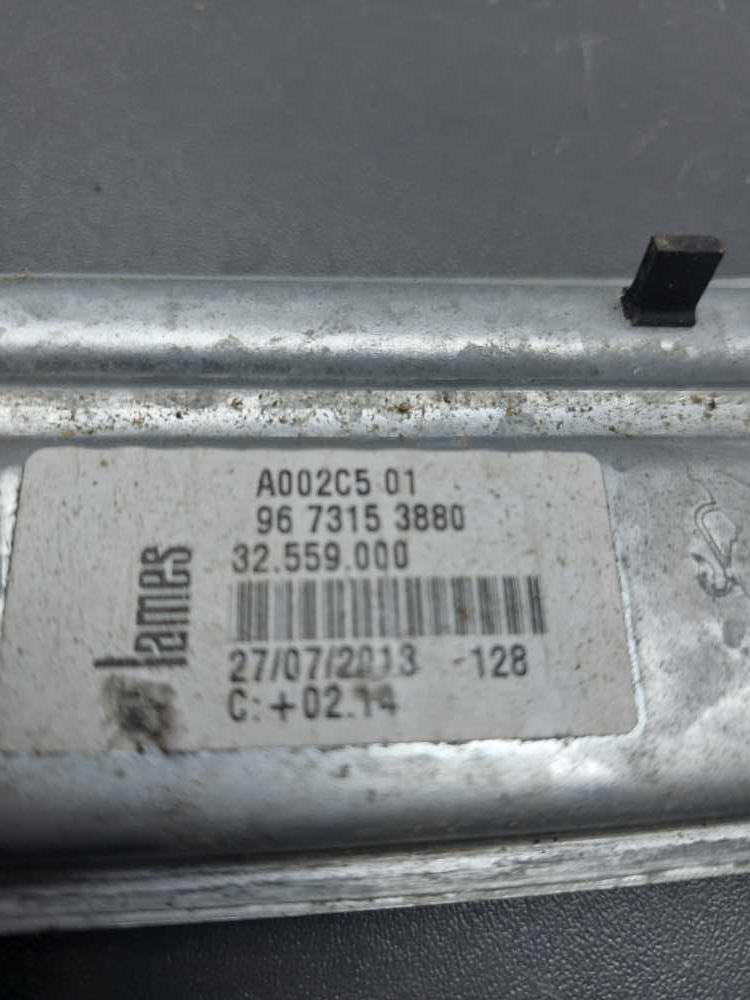 A002C5 01
96 7315 3880
32.559.000
lames
27/07/2013 -128
C:+02.14